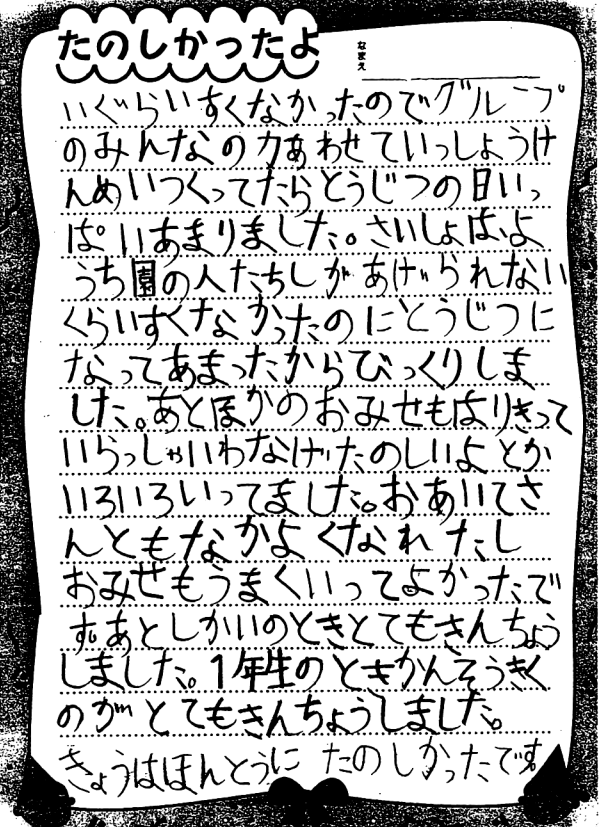 たのしかったよ
なまえ
いぐらいすくなかったのでグループ
のみんなの力あわせていっしょうけ
んめいつくってたらとうじつの日いっ
ぱいあまりました。さいしょは、よ
うち園の人たちしかあげられない
くらいすくなかったのにとうじつに
なってあまったからびっくりしま
した。あとほかのおみせもはりきって
いらっしゃいわなげたのしいよとか
いろいろいってました。おあいてさ
んともなかよくなれたし
おみせもうまくいってよかったで
すあとしかいのときとてもきんちょう
しました。1年生のときかんそうきく
のがとてもきんちょうしました。
きょうはほんとうにたのしかったです